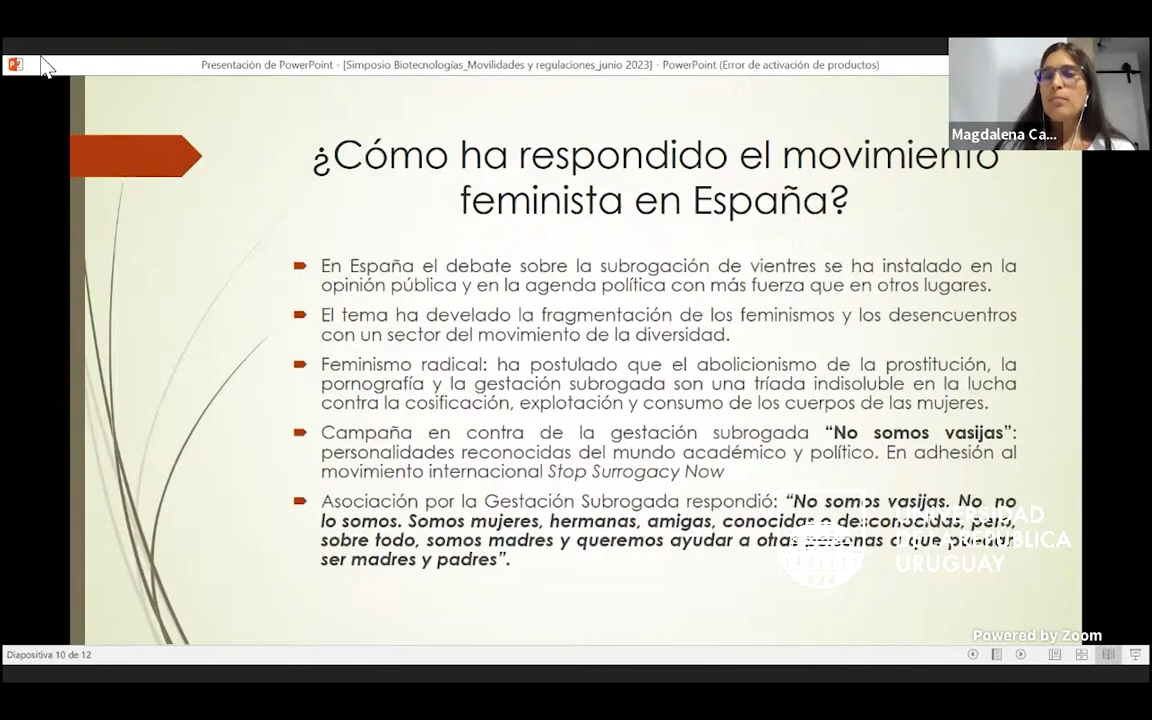 Presentación de PowerPoint - [Simposio Biotecnologías_Movilidades y regulaciones_junio 2023] - PowerPoint (Error de activación de productos)
Magdalena Ca...
¿Cómo ha respondido el movimiento
feminista en España?
En España el debate sobre la subrogación de vientres se ha instalado en la
opinión pública y en la agenda política con más fuerza que en otros lugares.
El tema ha develado la fragmentación de los feminismos y los desencuentros
con un sector del movimiento de la diversidad.
Feminismo radical: ha postulado que el abolicionismo de la prostitución, la
pornografía y la gestación subrogada son una tríada indisoluble en la lucha
contra la cosificación, explotación y consumo de los cuerpos de las mujeres.
Campaña en contra de la gestación subrogada “No somos vasijas”:
personalidades reconocidas del mundo académico y político. En adhesión al
movimiento internacional Stop Surrogacy Now
Asociación por la Gestación Subrogada respondió: “No somos vasijas. No, no
lo somos. Somos mujeres, hermanas, amigas, conocidas o desconocidas, pero,
sobre todo, somos madres y queremos ayudar a otras personas a que puedan
ser madres y padres”.
UNIVERSIDAD
DE LA REPÚBLICA
URUGUAY
Powered by Zoom
Diapositiva 10 de 12